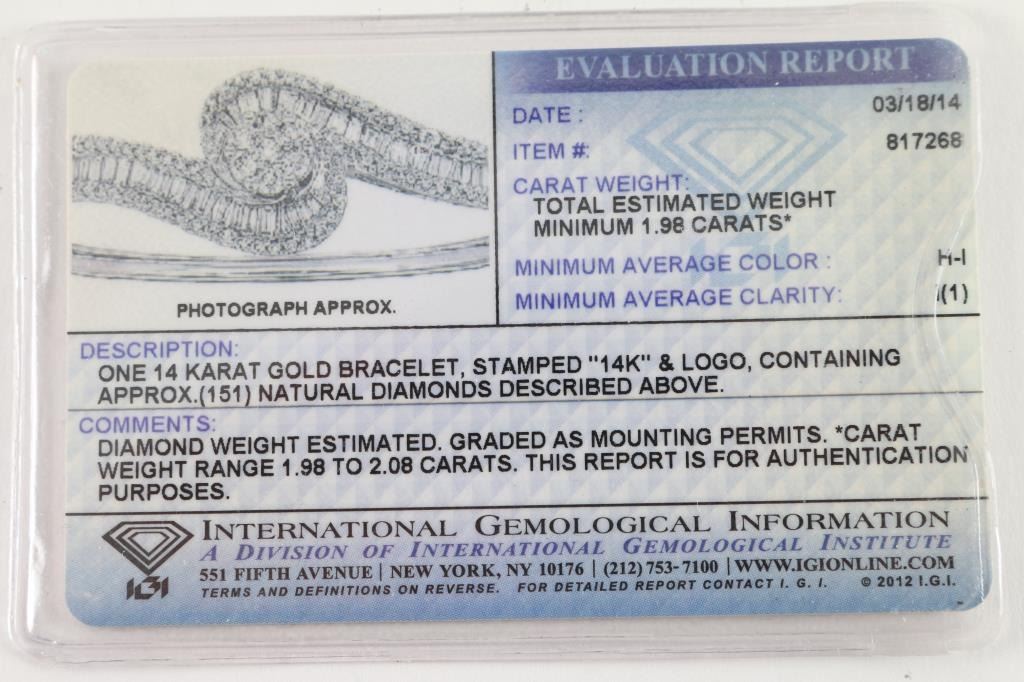 EVALUATION REPORT
DATE : 03/18/14
ITEM #: 817268
CARAT WEIGHT:
TOTAL ESTIMATED WEIGHT
MINIMUM 1.98 CARATS*
MINIMUM AVERAGE COLOR : H-I
MINIMUM AVERAGE CLARITY: I(1)
PHOTOGRAPH APPROX.
DESCRIPTION:
ONE 14 KARAT GOLD BRACELET, STAMPED "14K" & LOGO, CONTAINING
APPROX.(151) NATURAL DIAMONDS DESCRIBED ABOVE.
COMMENTS:
DIAMOND WEIGHT ESTIMATED. GRADED AS MOUNTING PERMITS. *CARAT
WEIGHT RANGE 1.98 TO 2.08 CARATS. THIS REPORT IS FOR AUTHENTICATION
PURPOSES.
INTERNATIONAL GEMOLOGICAL INFORMATION
A DIVISION OF INTERNATIONAL GEMOLOGICAL INSTITUTE
IGI
551 FIFTH AVENUE | NEW YORK, NY 10176 | (212) 753-7100 | WWW.IGIONLINE.COM
TERMS AND DEFINITIONS ON REVERSE. FOR DETAILED REPORT CONTACT I. G. I. © 2012 I.G.I.